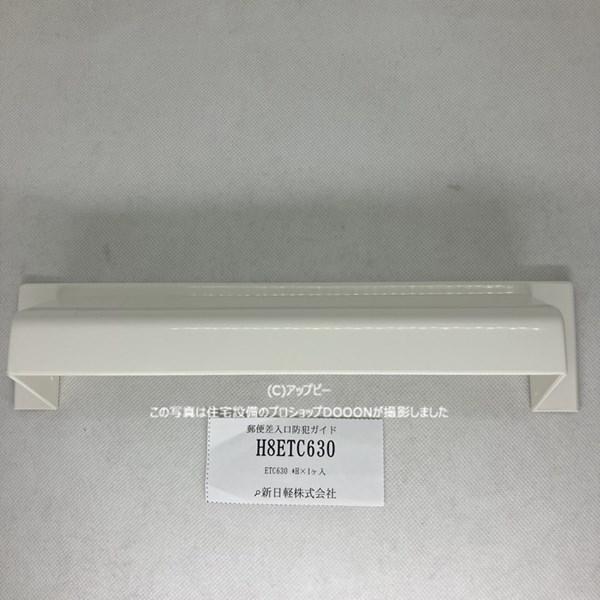 (C)アップビー
この写真は住宅設備のプロショップDOOONが撮影しました
郵便差入口防犯ガイド
H8ETC630
ETC630 *H×1ヶ入
新日軽株式会社